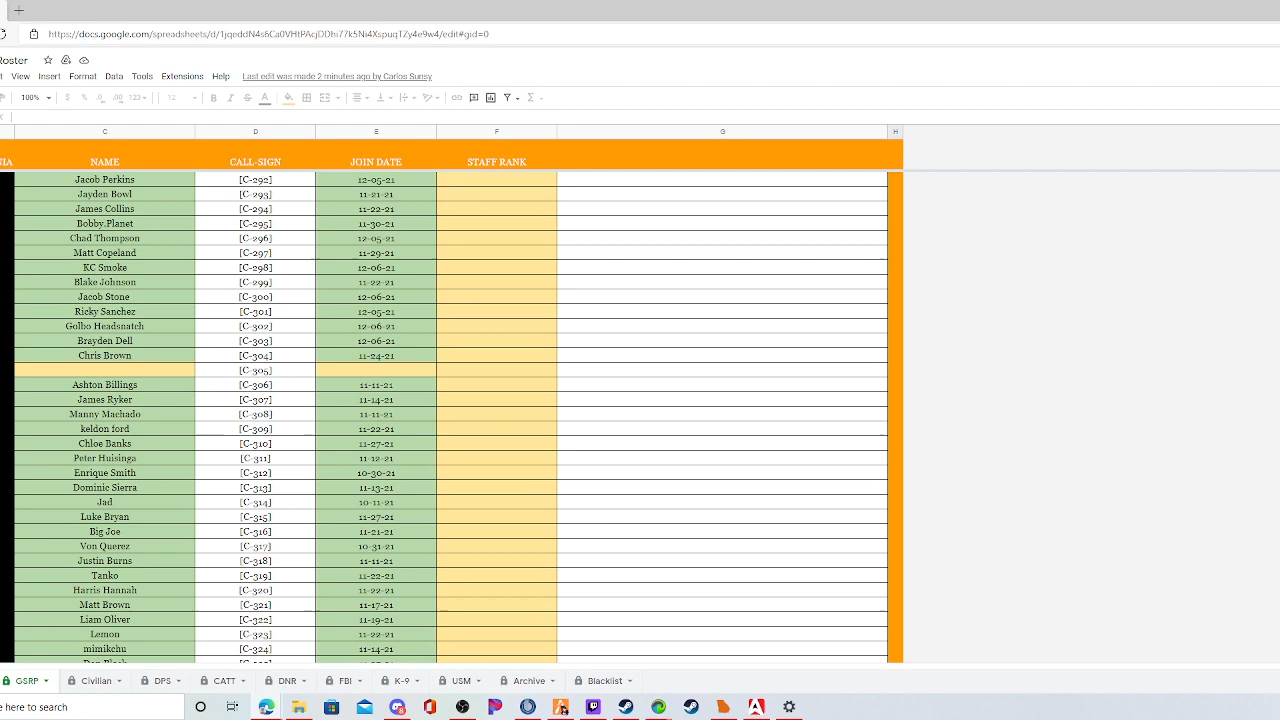 https://docs.google.com/spreadsheets/d/1jqeddN4s6Ca0VHtPAcjDDhi77k5Ni4XspuqTZy4e9w4/edit#gid=0
Roster
View Insert Format Data Tools Extensions Help Last edit was made 2 minutes ago by Carlos Sunsy
100% $ % .0 .00 123 12 B I S A
C D E F G H
NIA NAME CALL-SIGN JOIN DATE STAFF RANK
Jacob Perkins [C-292] 12-05-21
Jayden Bowl [C-293] 11-21-21
James Collins [C-294] 11-22-21
Bobby.Planet [C-295] 11-30-21
Chad Thompson [C-296] 12-05-21
Matt Copeland [C-297] 11-29-21
KC Smoke [C-298] 12-06-21
Blake Johnson [C-299] 11-22-21
Jacob Stone [C-300] 12-06-21
Ricky Sanchez [C-301] 12-05-21
Golbo Headsnatch [C-302] 12-06-21
Brayden Dell [C-303] 12-06-21
Chris Brown [C-304] 11-24-21
[C-305]
Ashton Billings [C-306] 11-11-21
James Ryker [C-307] 11-14-21
Manny Machado [C-308] 11-11-21
keldon ford [C-309] 11-22-21
Chloe Banks [C-310] 11-27-21
Peter Huisinga [C-311] 11-12-21
Enrique Smith [C-312] 10-30-21
Dominic Sierra [C-313] 11-13-21
Jad [C-314] 10-11-21
Luke Bryan [C-315] 11-27-21
Big Joe [C-316] 11-21-21
Von Querez [C-317] 10-31-21
Justin Burns [C-318] 11-11-21
Tanko [C-319] 11-22-21
Harris Hannah [C-320] 11-22-21
Matt Brown [C-321] 11-17-21
Liam Oliver [C-322] 11-19-21
Lemon [C-323] 11-22-21
mimikchu [C-324] 11-14-21
GSRP Civilian DPS CATT DNR FBI K-9 USM Archive Blacklist
here to search